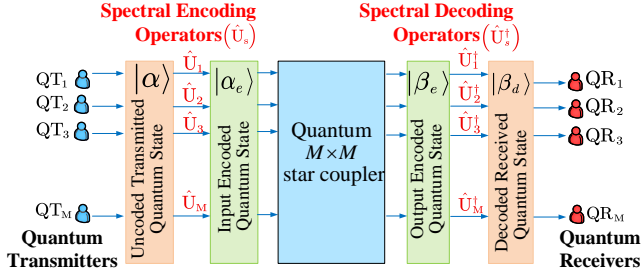 Spectral Encoding
Operators(Û_s)
Spectral Decoding
Operators(Û_s^†)
QT_1
QT_2
QT_3
QT_M
Quantum
Transmitters
|α⟩
Uncoded Transmitted
Quantum State
Û_1
Û_2
Û_3
Û_M
|α_e⟩
Input Encoded
Quantum State
Quantum
M×M
star coupler
|β_e⟩
Output Encoded
Quantum State
Û_1^†
Û_2^†
Û_3^†
Û_M^†
|β_d⟩
Decoded Received
Quantum State
QR_1
QR_2
QR_3
QR_M
Quantum
Receivers